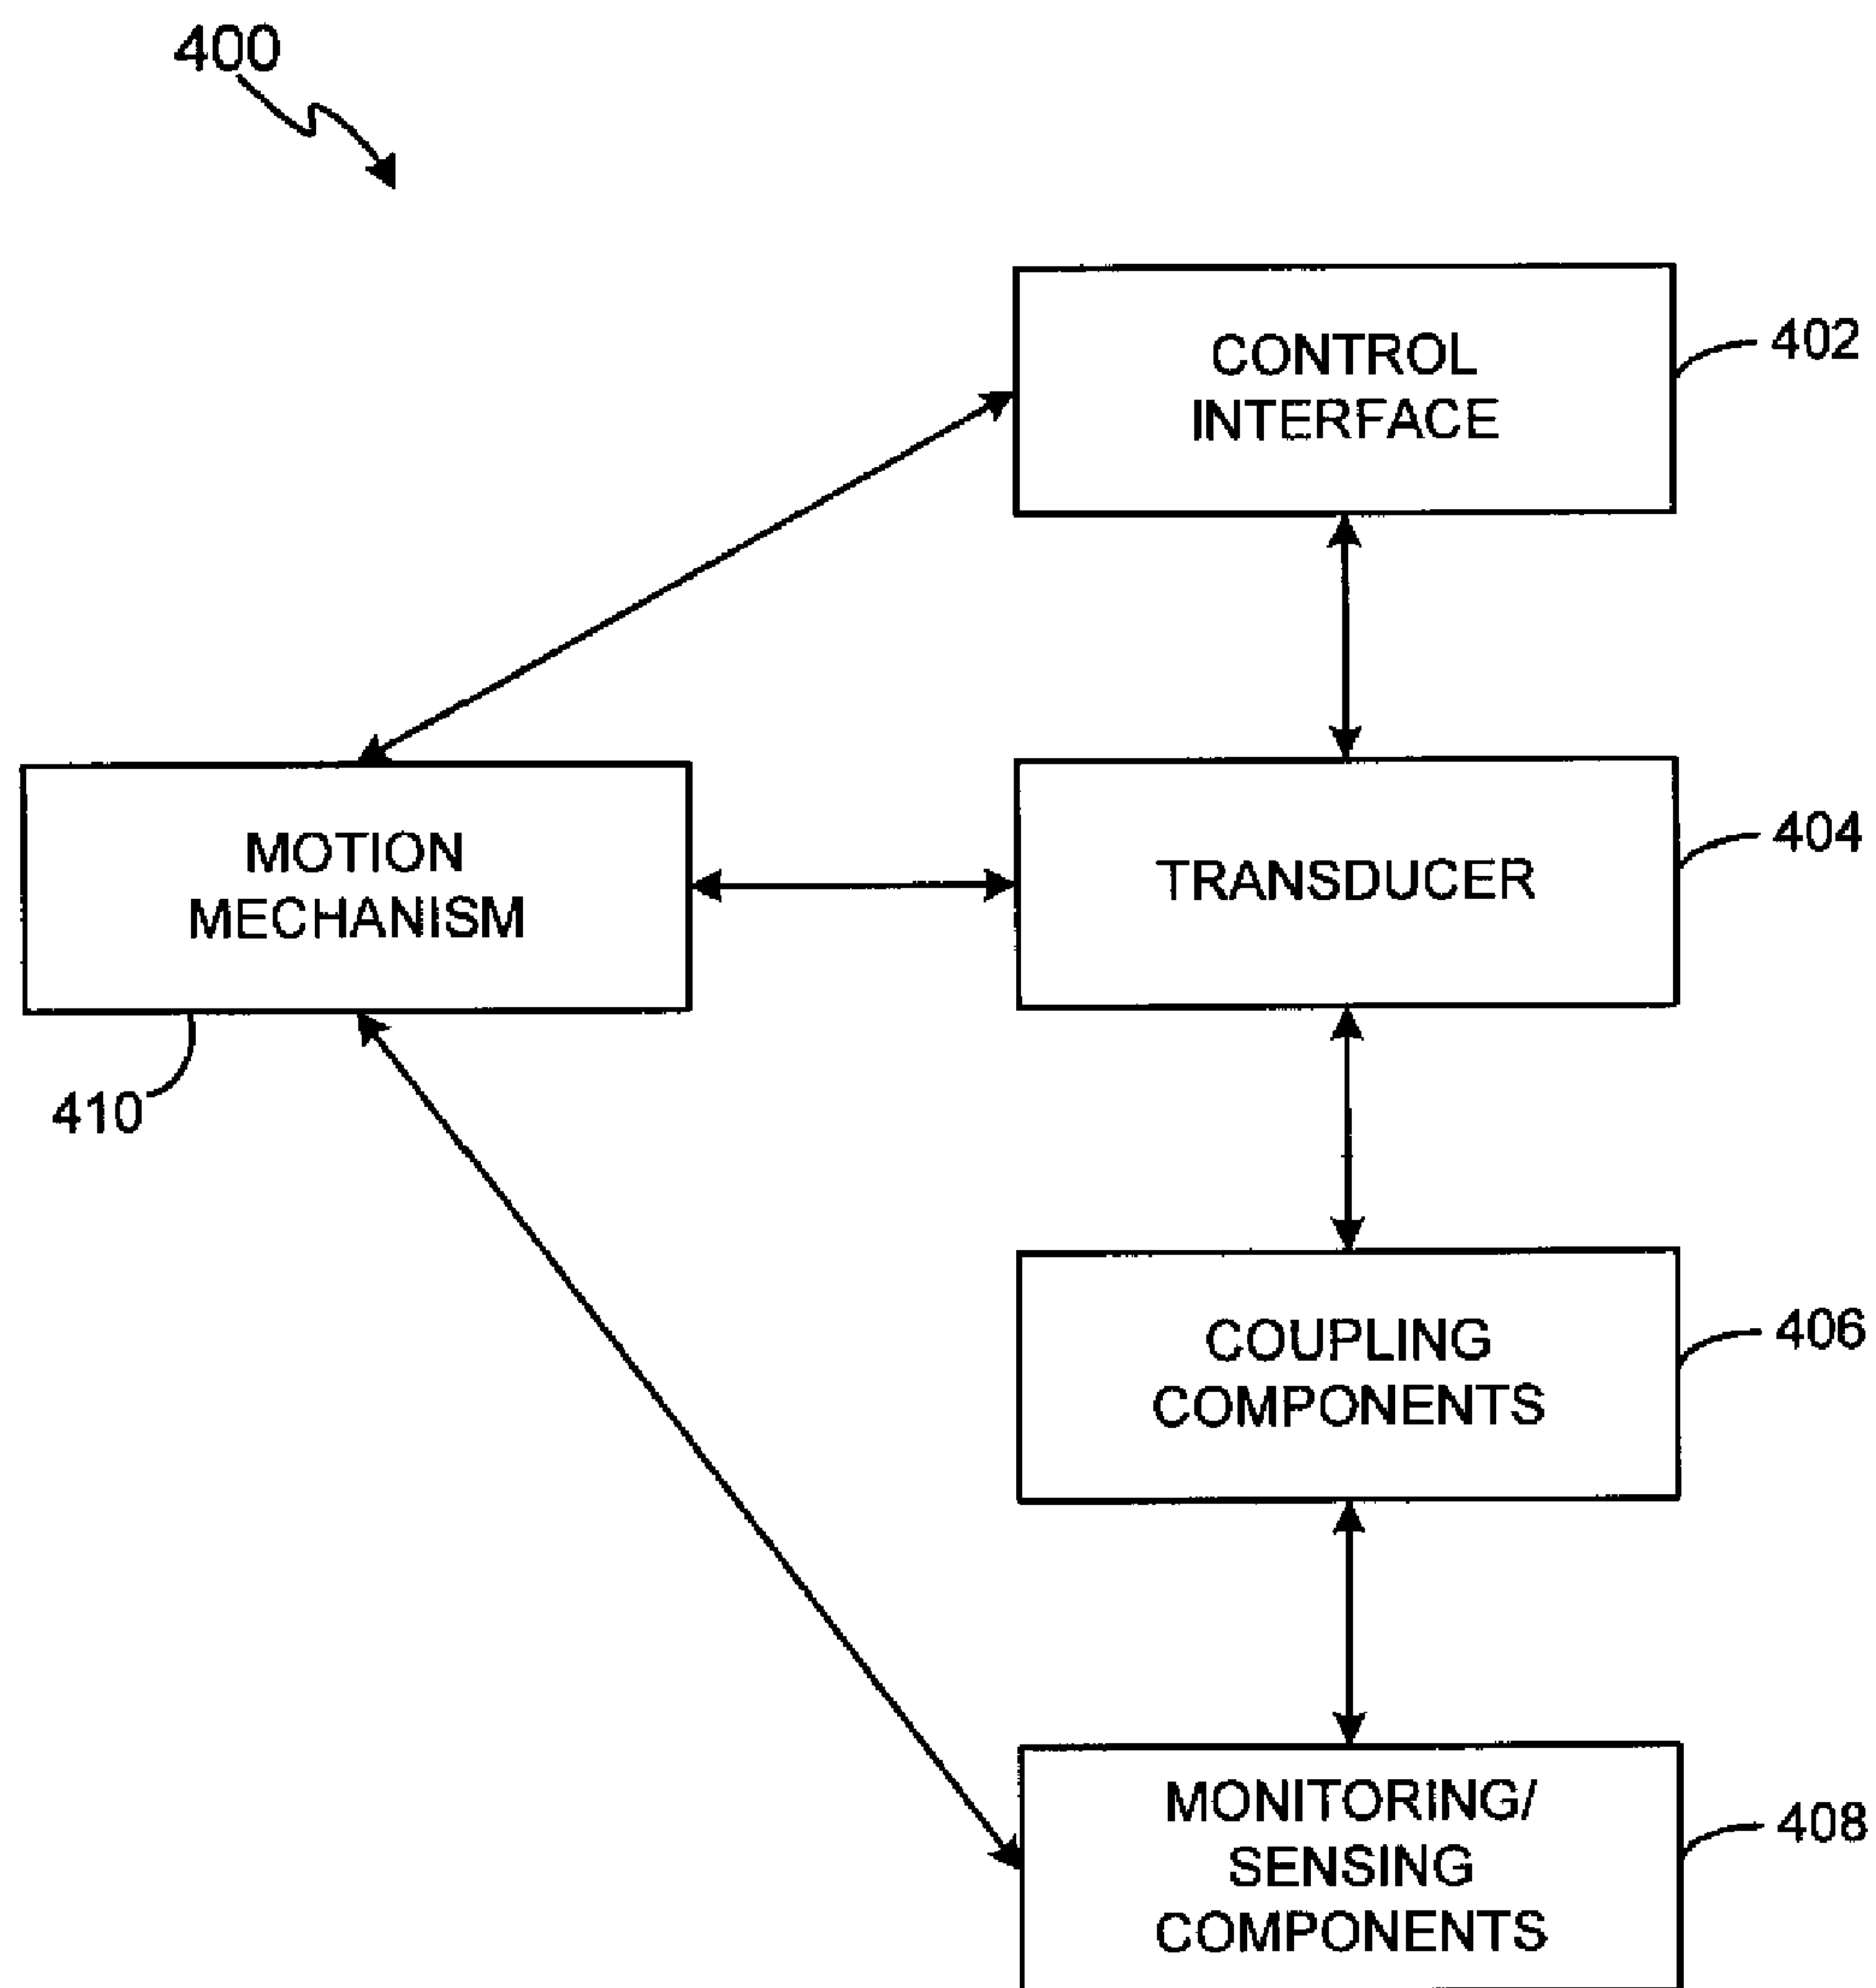 400
CONTROL
INTERFACE
402
MOTION
MECHANISM
410
TRANSDUCER
404
COUPLING
COMPONENTS
406
MONITORING/
SENSING
COMPONENTS
408